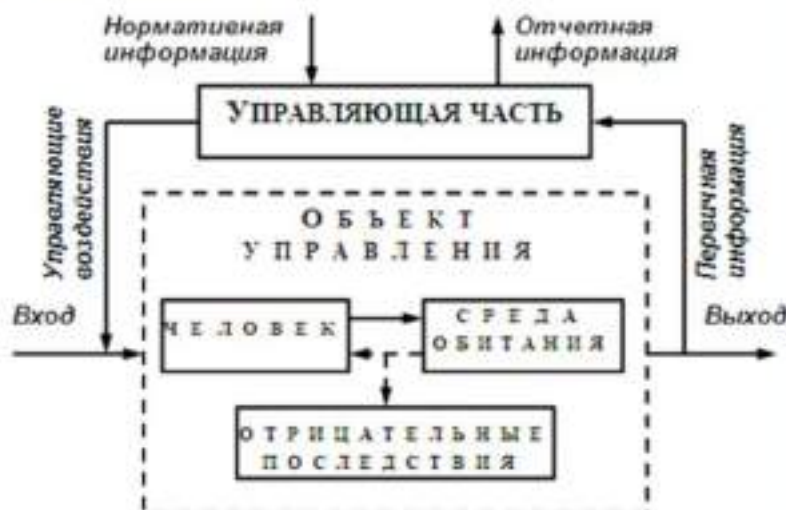 Нормативная
информация
Отчетная
информация
УПРАВЛЯЮЩАЯ ЧАСТЬ
Управляющие
воздействия
Первичная
информация
ОБЪЕКТ
УПРАВЛЕНИЯ
Вход
ЧЕЛОВЕК
СРЕДА
ОБИТАНИЯ
Выход
ОТРИЦАТЕЛЬНЫЕ
ПОСЛЕДСТВИЯ